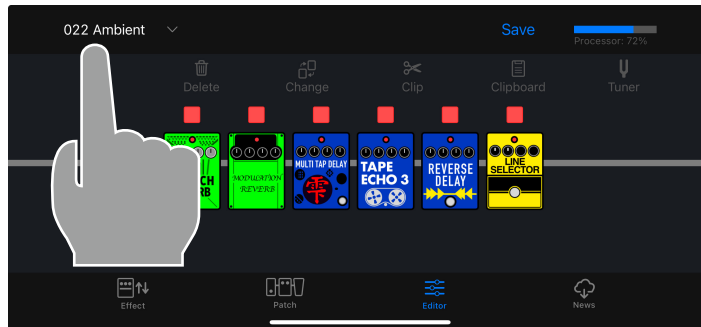 022 Ambient
Save
Processor: 72%
Delete
Change
Clip
Clipboard
Tuner
MODULATION
REVERB
MULTI TAP DELAY
TAPE
ECHO 3
REVERSE
DELAY
LINE
SELECTOR
Effect
Patch
Editor
News